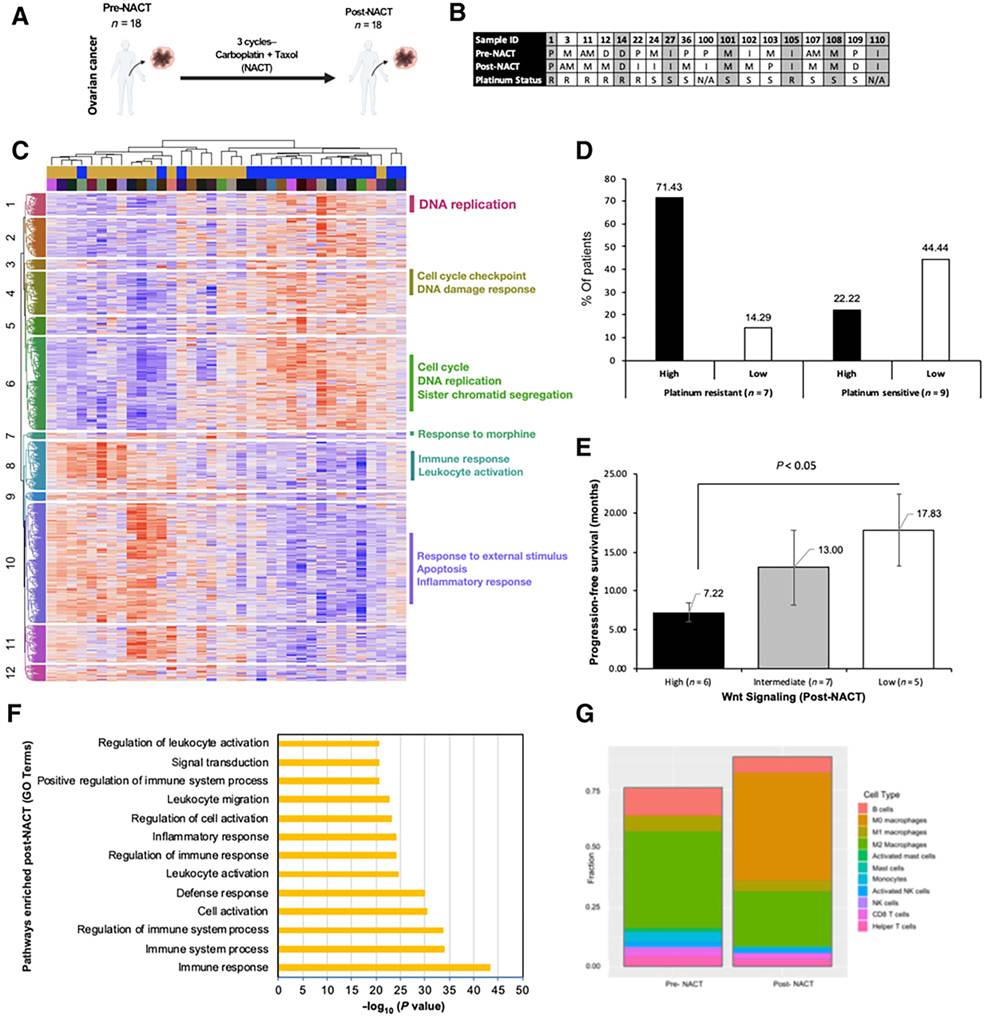 A
Pre-NACT
n = 18
Post-NACT
n = 18
3 cycles–
Carboplatin + Taxol
(NACT)
Ovarian cancer
B
Sample ID 1 3 11 12 14 22 24 27 36 100 101 102 103 105 107 108 109 110
Pre-NACT P M AM D D P M I P P M I M I AM M P I
Post-NACT P AM M M D I I I M I M M P I M M D I
Platinum Status R R R R R R S S S N/A S S S R S S S N/A
C
1
2
3
4
5
6
7
8
9
10
11
12
DNA replication
Cell cycle checkpoint
DNA damage response
Cell cycle
DNA replication
Sister chromatid segregation
Response to morphine
Immune response
Leukocyte activation
Response to external stimulus
Apoptosis
Inflammatory response
D
% Of patients
80
70
60
50
40
30
20
10
0
71.43
14.29
22.22
44.44
High Low High Low
Platinum resistant (n = 7) Platinum sensitive (n = 9)
E
P < 0.05
Progression-free survival (months)
25.00
20.00
15.00
10.00
5.00
0.00
7.22
13.00
17.83
High (n = 6) Intermediate (n = 7) Low (n = 5)
Wnt Signaling (Post-NACT)
F
Pathways enriched post-NACT (GO Terms)
Regulation of leukocyte activation
Signal transduction
Positive regulation of immune system process
Leukocyte migration
Regulation of cell activation
Inflammatory response
Regulation of immune response
Leukocyte activation
Defense response
Cell activation
Regulation of immune system process
Immune system process
Immune response
0 5 10 15 20 25 30 35 40 45 50
-log10 (P value)
G
Fraction
0.75
0.50
0.25
0.00
Pre- NACT Post- NACT
Cell Type
B cells
M0 macrophages
M1 macrophages
M2 Macrophages
Activated mast cells
Mast cells
Monocytes
Activated NK cells
NK cells
CD8 T cells
Helper T cells